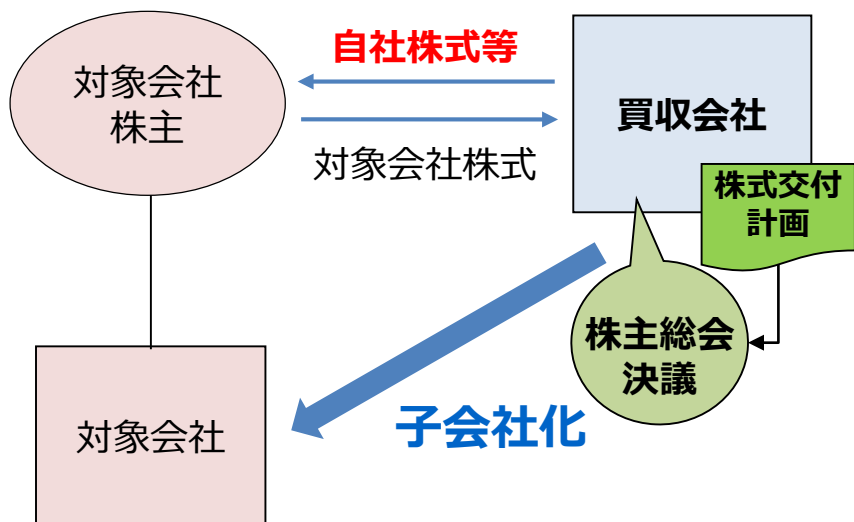 自社株式等
対象会社
株主
買収会社
対象会社株式
株式交付
計画
株主総会
決議
子会社化
対象会社